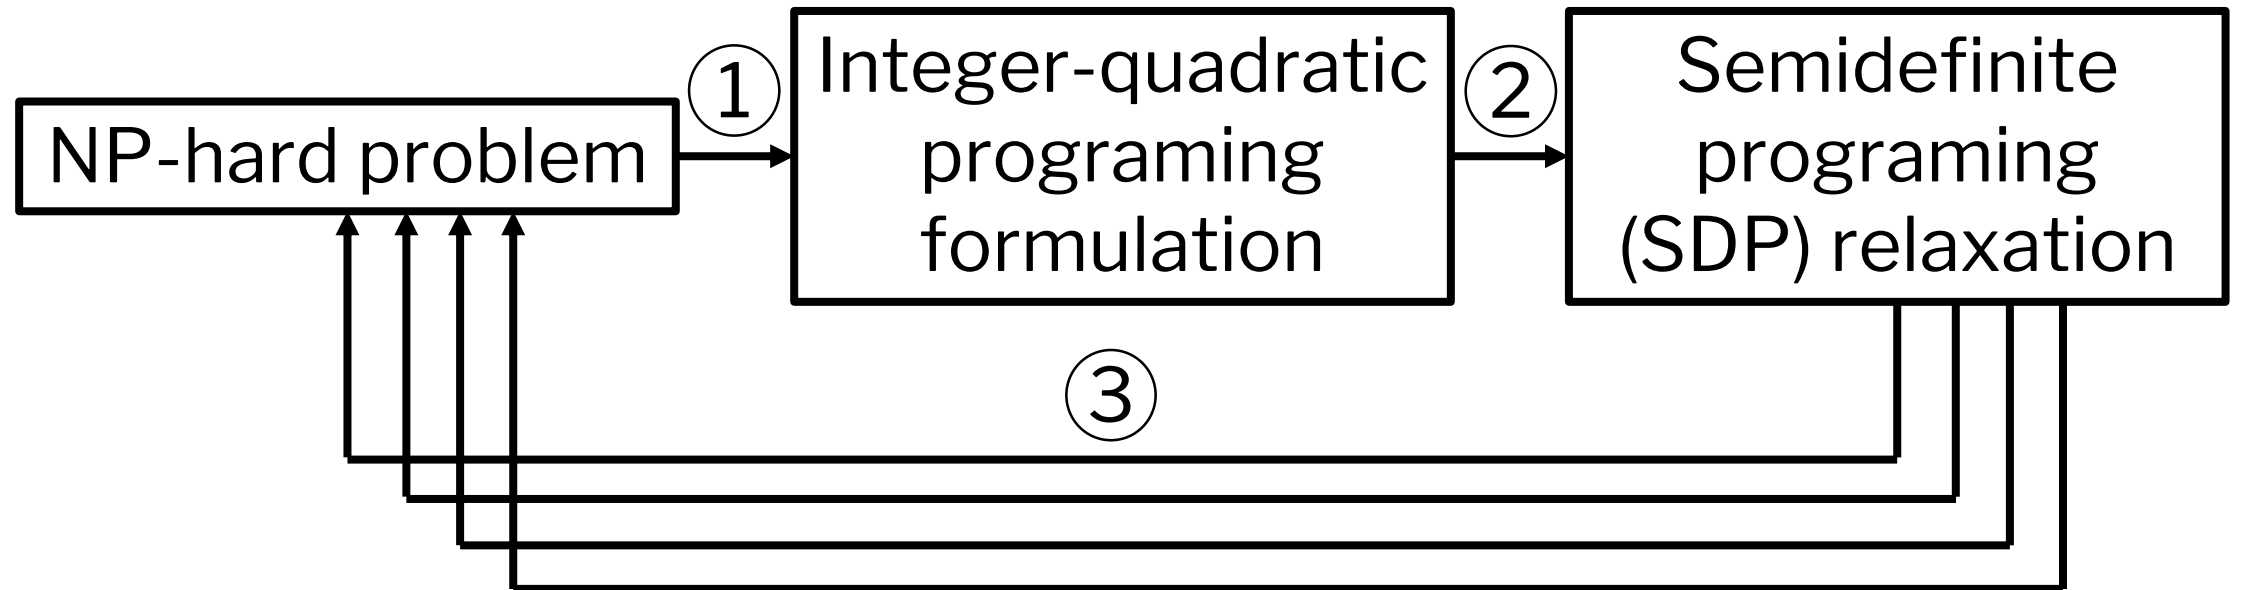 NP-hard problem
①
Integer-quadratic
programing
formulation
②
Semidefinite
programing
(SDP) relaxation
③